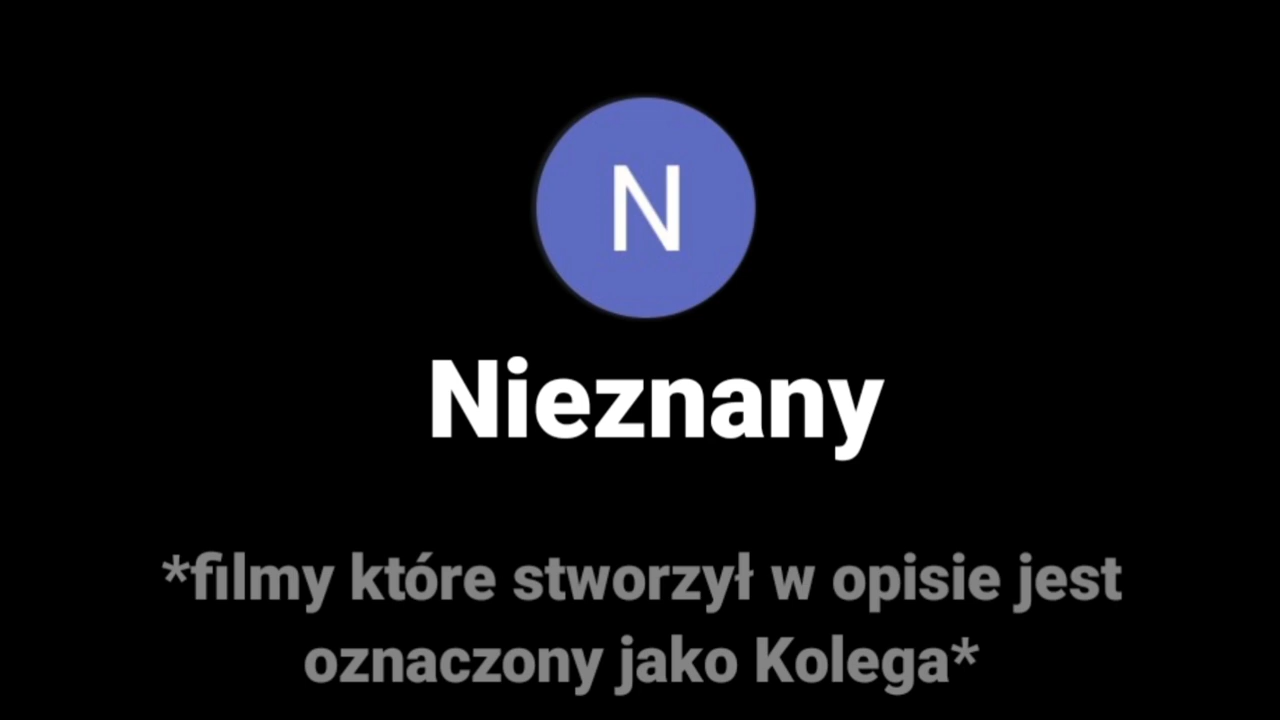 N
Nieznany
*filmy które stworzył w opisie jest
oznaczony jako Kolega*